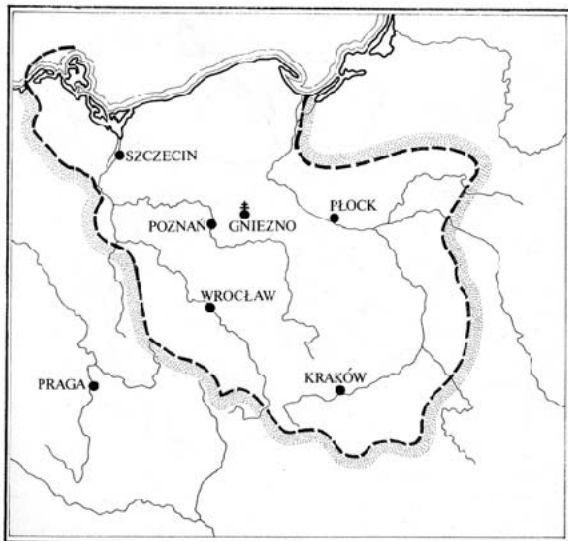 SZCZECIN
PŁOCK
POZNAŃ
GNIEZNO
WROCŁAW
PRAGA
KRAKÓW